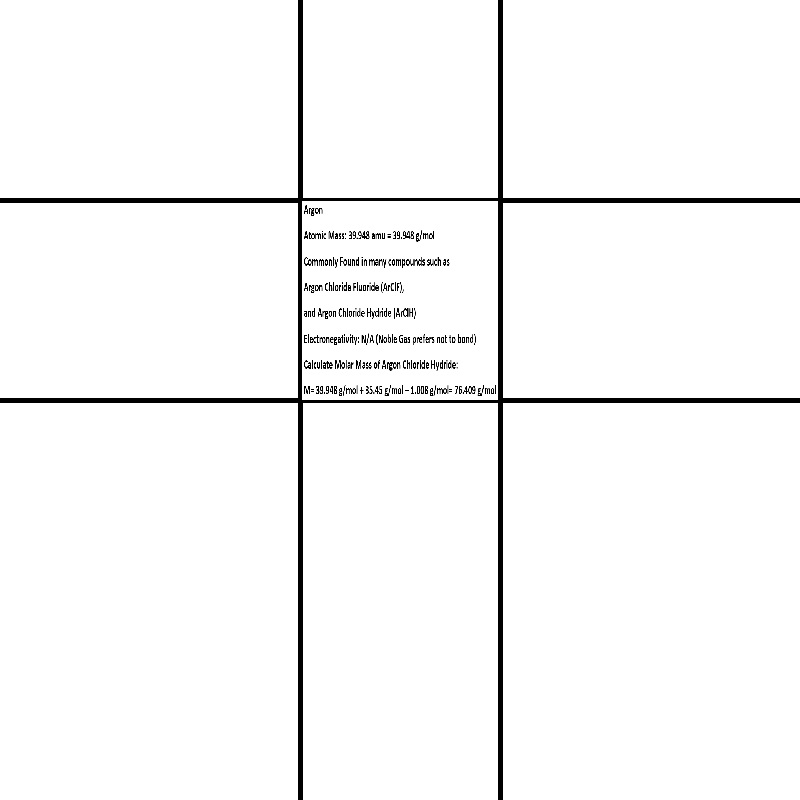 Argon
Atomic Mass: 39.948 amu = 39.948 g/mol
Commonly Found in many compounds such as
Argon Chloride Fluoride (ArClF),
and Argon Chloride Hydride (ArClH)
Electronegativity: N/A (Noble Gas prefers not to bond)
Calculate Molar Mass of Argon Chloride Hydride:
M= 39.948 g/mol + 35.45 g/mol – 1.008 g/mol= 76.409 g/mol